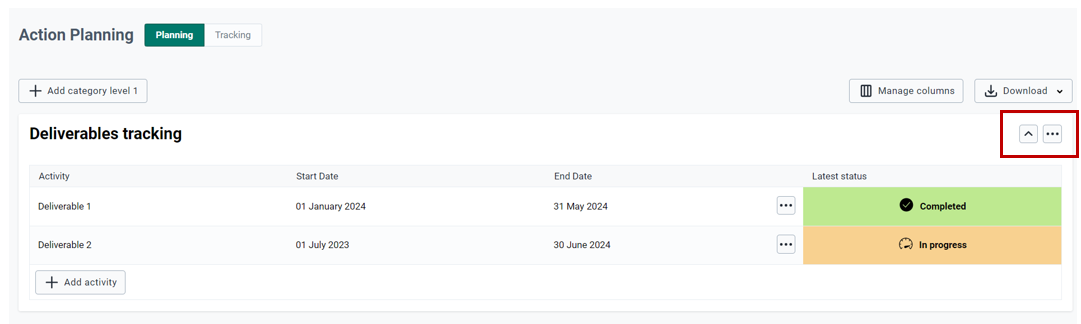 Action Planning Planning Tracking
Add category level 1 Manage columns Download
Deliverables tracking
Activity Start Date End Date Latest status
Deliverable 1 01 January 2024 31 May 2024 Completed
Deliverable 2 01 July 2023 30 June 2024 In progress
Add activity